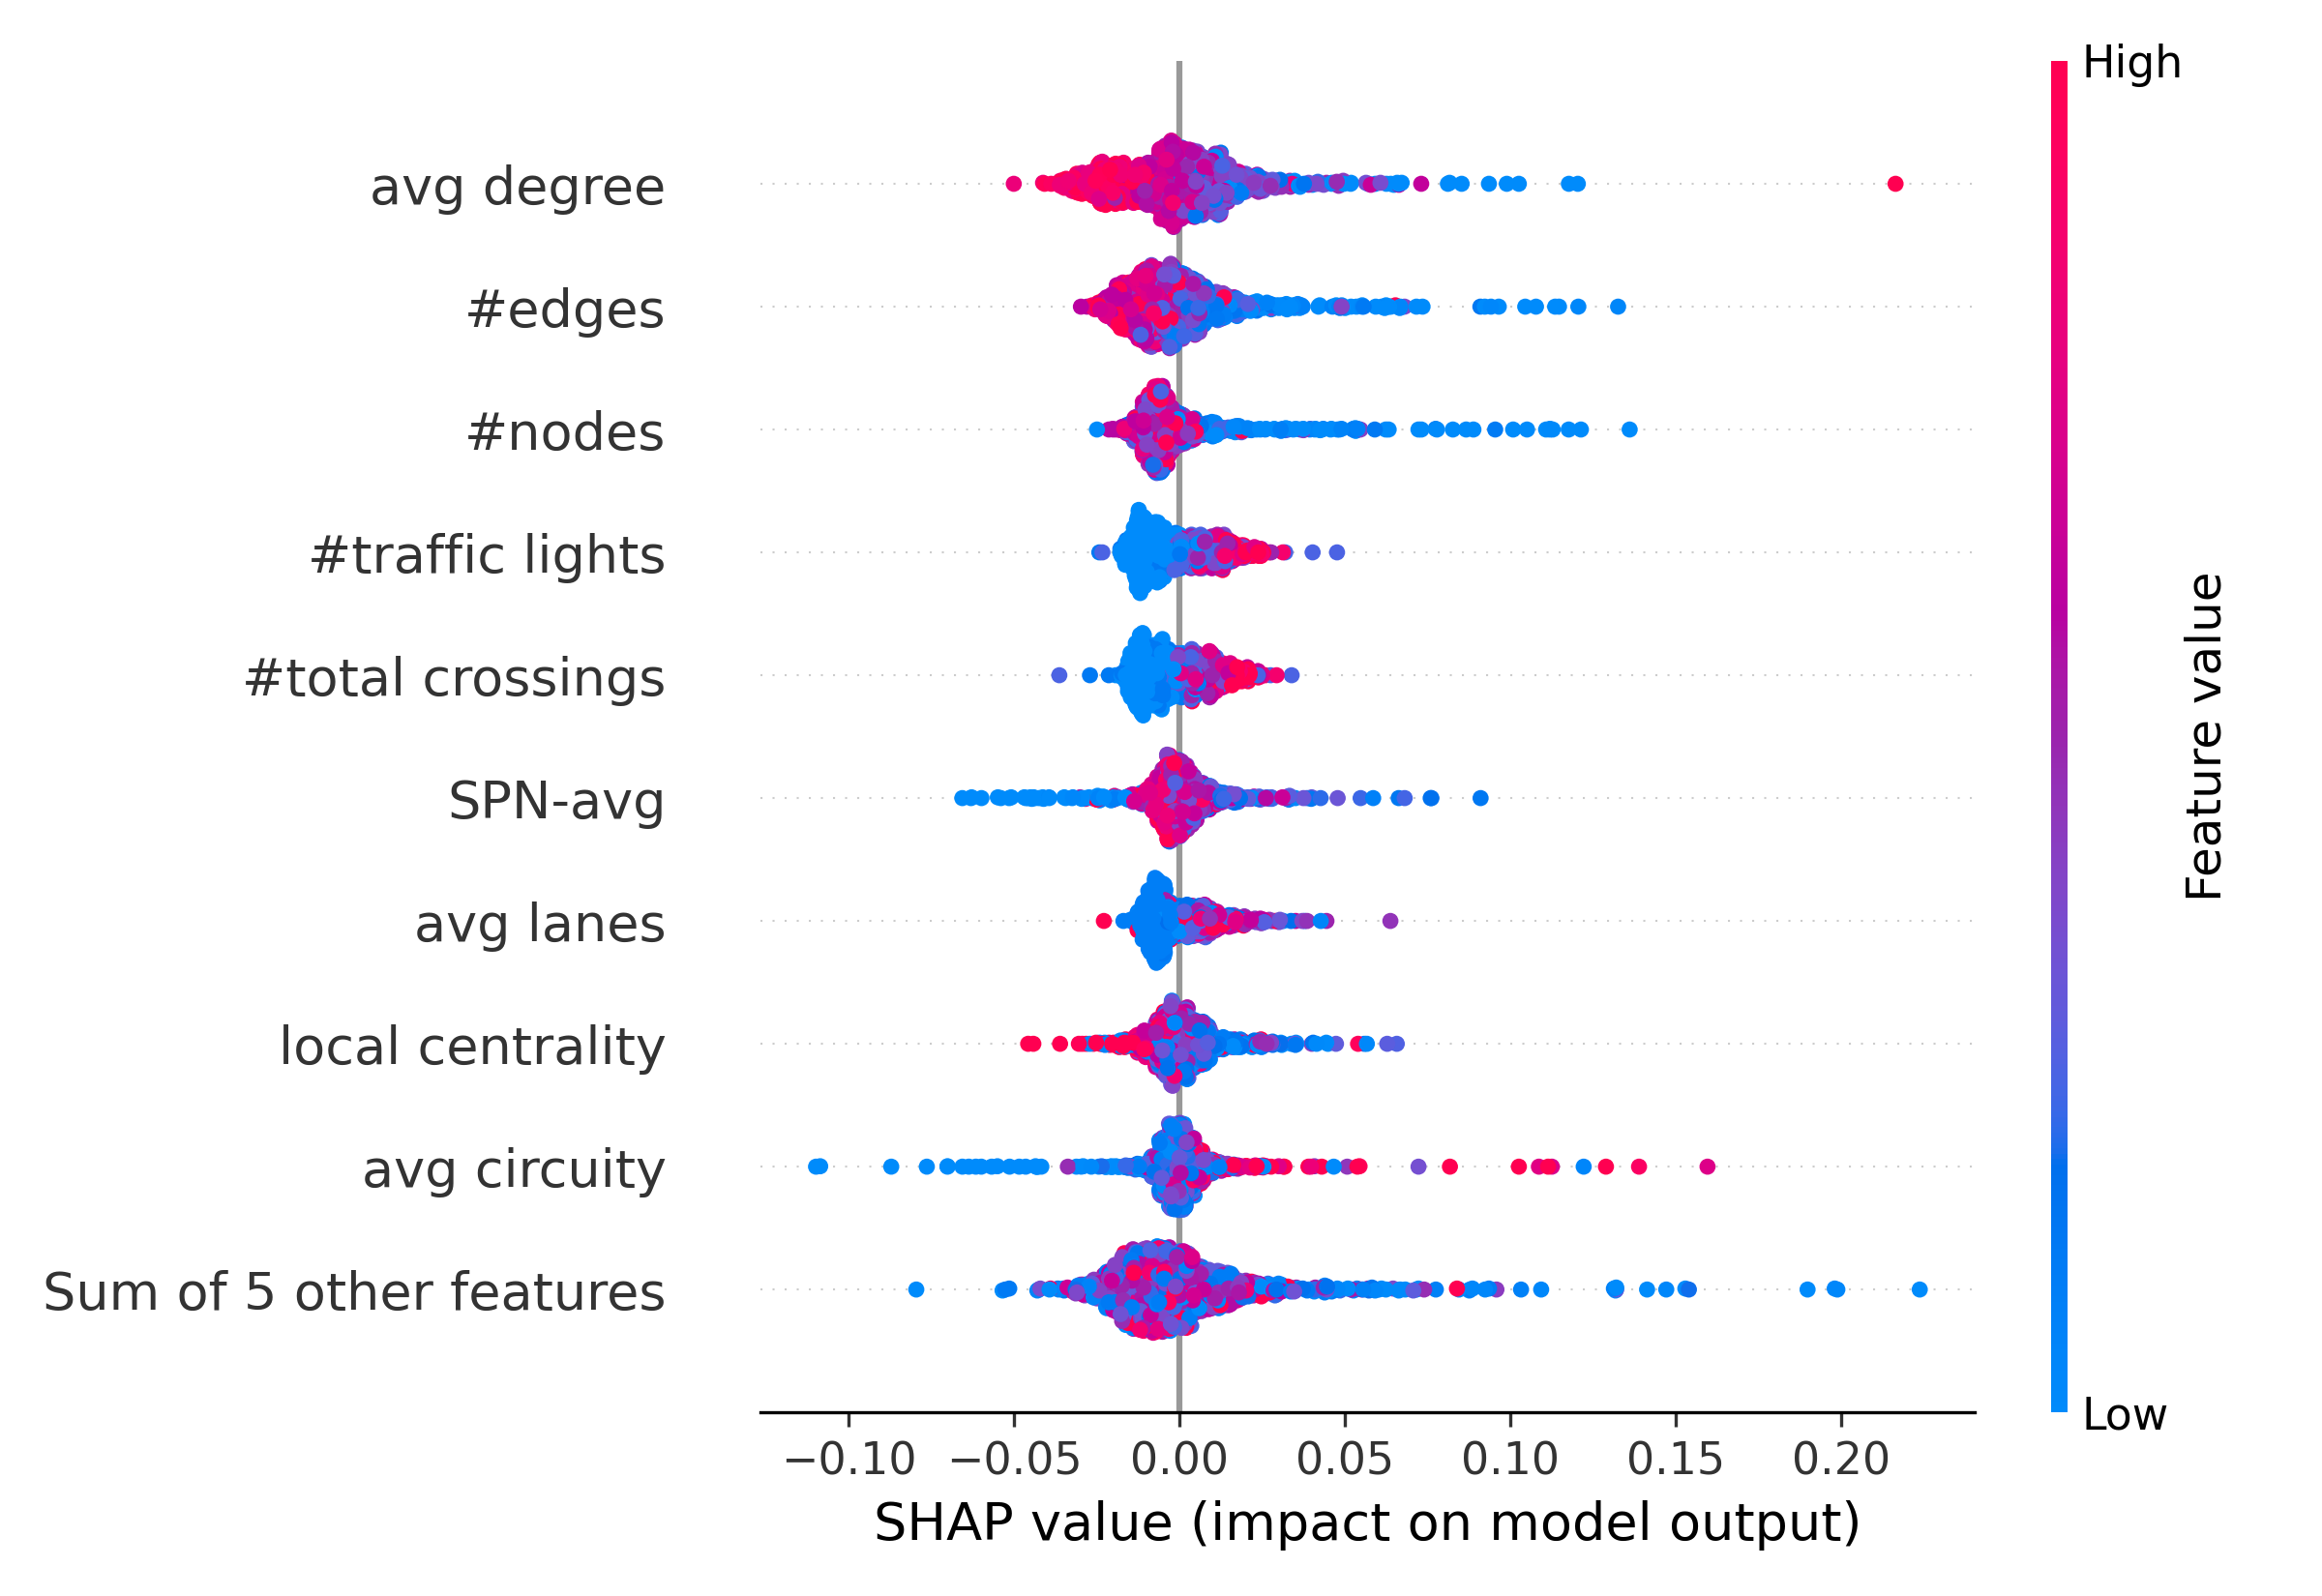 High
avg degree
#edges
#nodes
#traffic lights
#total crossings
SPN-avg
avg lanes
local centrality
avg circuity
Sum of 5 other features
Feature value
Low
−0.10 −0.05 0.00 0.05 0.10 0.15 0.20
SHAP value (impact on model output)